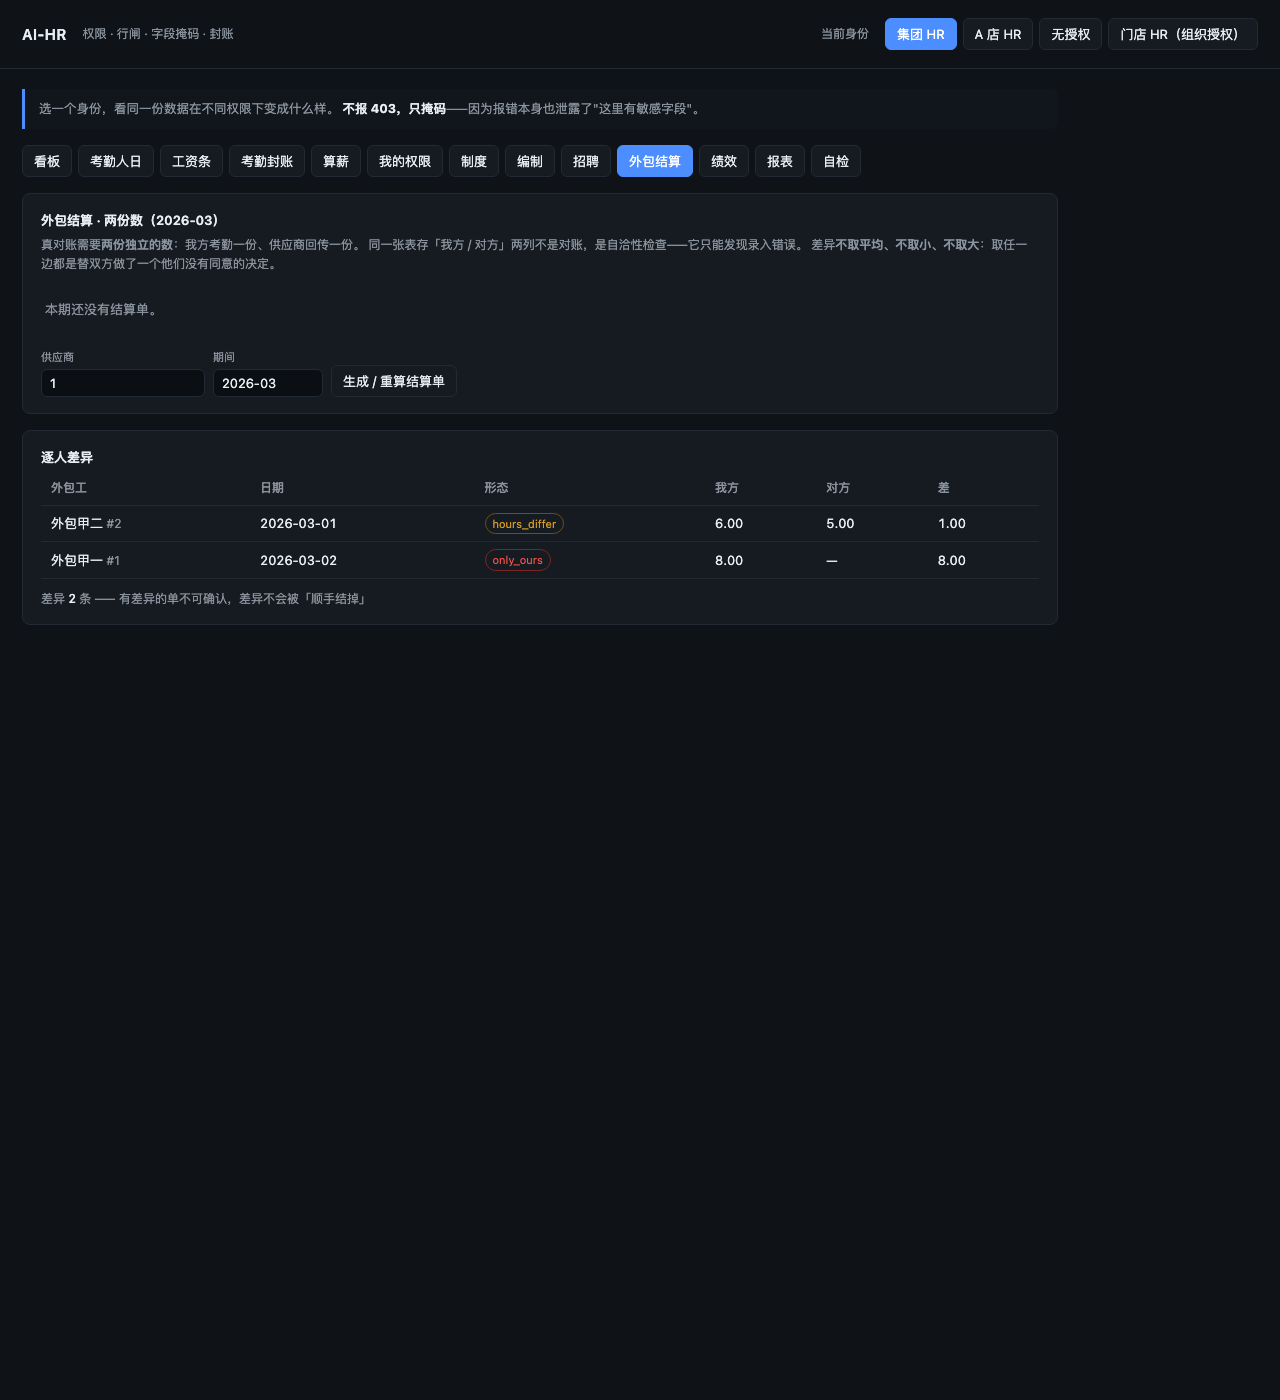 AI-HR 权限 · 行闸 · 字段掩码 · 封账 当前身份 集团 HR A 店 HR 无授权 门店 HR（组织授权）
选一个身份，看同一份数据在不同权限下变成什么样。 不报 403，只掩码——因为报错本身也泄露了"这里有敏感字段"。
看板 考勤人日 工资条 考勤封账 算薪 我的权限 制度 编制 招聘 外包结算 绩效 报表 自检
外包结算 · 两份数（2026-03）
真对账需要两份独立的数：我方考勤一份、供应商回传一份。 同一张表存「我方 / 对方」两列不是对账，是自洽性检查——它只能发现录入错误。 差异不取平均、不取小、不取大：取任一
边都是替双方做了一个他们没有同意的决定。
本期还没有结算单。
供应商 期间
1 2026-03 生成 / 重算结算单
逐人差异
外包工 日期 形态 我方 对方 差
外包甲二 #2 2026-03-01 hours_differ 6.00 5.00 1.00
外包甲一 #1 2026-03-02 only_ours 8.00 — 8.00
差异 2 条 —— 有差异的单不可确认，差异不会被「顺手结掉」